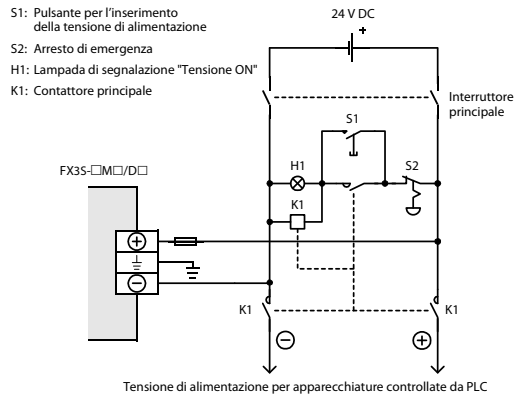 S1: Pulsante per l'inserimento
della tensione di alimentazione
S2: Arresto di emergenza
H1: Lampada di segnalazione "Tensione ON"
K1: Contattore principale
24 V DC
+
Interruttore
principale
S1
FX3S-□M□/D□
H1
S2
K1
+
−
K1
K1
−
+
Tensione di alimentazione per apparecchiature controllate da PLC